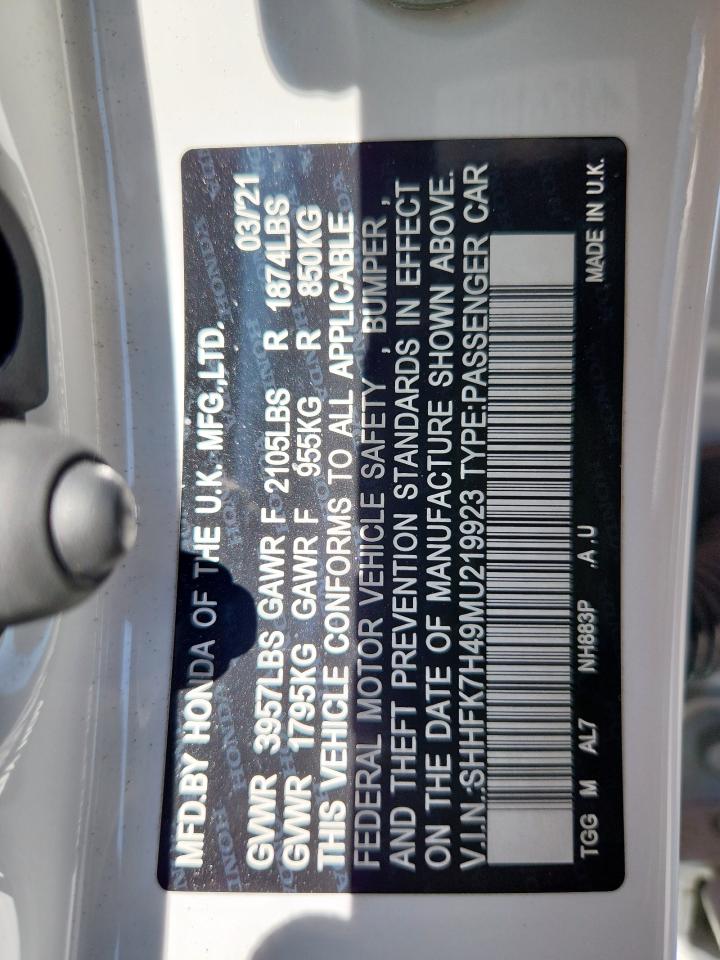 MFD.BY HONDA OF THE U.K. MFG.,LTD.
03/21
GVWR 3957LBS GAWR F 2105LBS R 1874LBS
GVWR 1795KG GAWR F 955KG R 850KG
THIS VEHICLE CONFORMS TO ALL APPLICABLE
FEDERAL MOTOR VEHICLE SAFETY , BUMPER ,
AND THEFT PREVENTION STANDARDS IN EFFECT
ON THE DATE OF MANUFACTURE SHOWN ABOVE.
V.I.N.:SHHFK7H49MU219923 TYPE:PASSENGER CAR
TGG M AL7 NH883P .A .U MADE IN U.K.